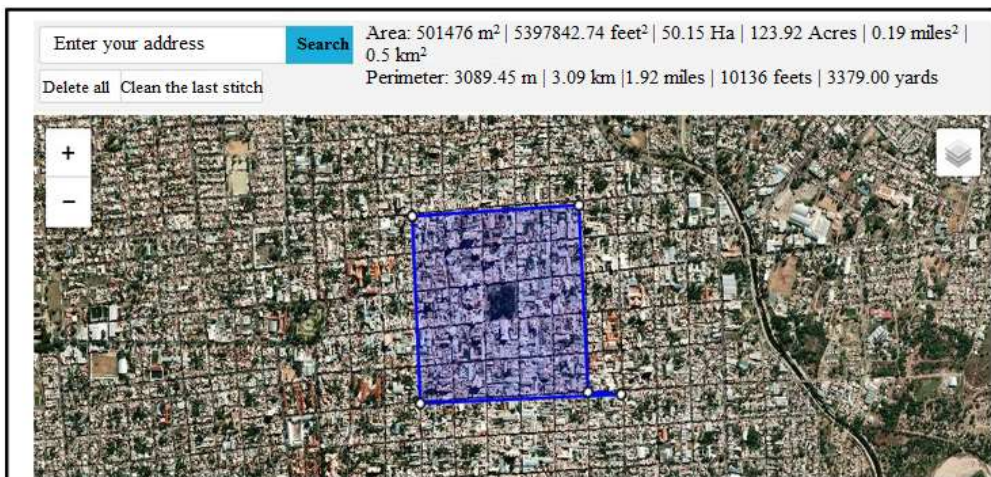 Enter your address
Search
Area: 501476 m² | 5397842.74 feet² | 50.15 Ha | 123.92 Acres | 0.19 miles² |
0.5 km²
Perimeter: 3089.45 m | 3.09 km |1.92 miles | 10136 feets | 3379.00 yards
Delete all
Clean the last stitch
+
−